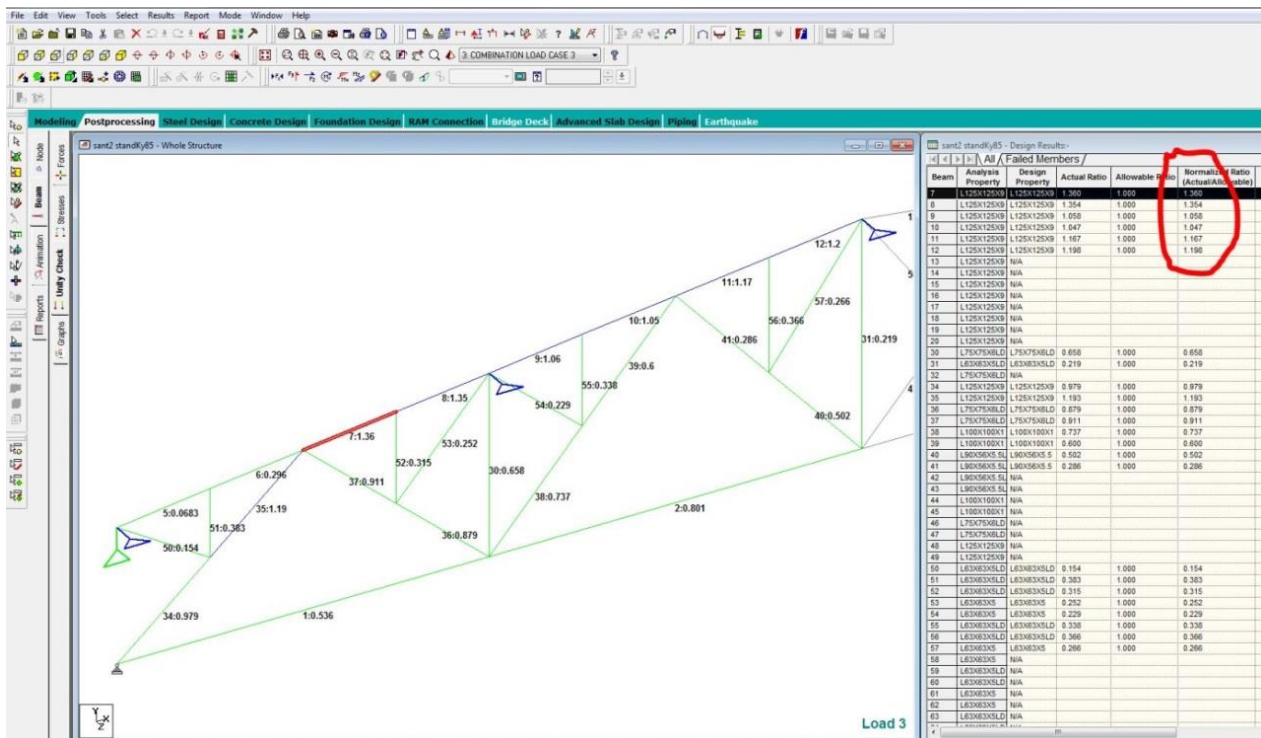 File Edit View Tools Select Results Report Mode Window Help
3: COMBINATION LOAD CASE 3
Modeling Postprocessing Steel Design Concrete Design Foundation Design RAM Connection Bridge Deck Advanced Slab Design Piping Earthquake
Node
Beam
Animation
Reports
Forces
Stresses
Unity Check
Graphs
sant2 standKy85 - Whole Structure
12:1.2
11:1.17
57:0.266
10:1.05
56:0.366
31:0.219
41:0.286
9:1.06
39:0.6
55:0.338
8:1.35
54:0.229
40:0.502
7:1.36
53:0.252
52:0.315
30:0.658
6:0.296
37:0.911
38:0.737
35:1.19
2:0.801
5:0.0683
51:0.383
36:0.879
50:0.154
34:0.979
1:0.536
Y
X
Z
Load 3
sant2 standKy85 - Design Results:-
All Failed Members
Beam Analysis Property Design Property Actual Ratio Allowable Ratio Normalized Ratio (Actual/Allowable)
7 L125X125X9 L125X125X9 1.360 1.000 1.360
8 L125X125X9 L125X125X9 1.354 1.000 1.354
9 L125X125X9 L125X125X9 1.058 1.000 1.058
10 L125X125X9 L125X125X9 1.047 1.000 1.047
11 L125X125X9 L125X125X9 1.167 1.000 1.167
12 L125X125X9 L125X125X9 1.198 1.000 1.198
13 L125X125X9 N/A
14 L125X125X9 N/A
15 L125X125X9 N/A
16 L125X125X9 N/A
17 L125X125X9 N/A
18 L125X125X9 N/A
19 L125X125X9 N/A
20 L125X125X9 N/A
30 L75X75X6LD L75X75X6LD 0.658 1.000 0.658
31 L63X63X5LD L63X63X5LD 0.219 1.000 0.219
32 L75X75X6LD N/A
34 L125X125X9 L125X125X9 0.979 1.000 0.979
35 L125X125X9 L125X125X9 1.193 1.000 1.193
36 L75X75X6LD L75X75X6LD 0.879 1.000 0.879
37 L75X75X6LD L75X75X6LD 0.911 1.000 0.911
38 L100X100X1 L100X100X1 0.737 1.000 0.737
39 L100X100X1 L100X100X1 0.600 1.000 0.600
40 L90X56X5.5L L90X56X5.5 0.502 1.000 0.502
41 L90X56X5.5L L90X56X5.5 0.286 1.000 0.286
42 L90X56X5.5L N/A
43 L90X56X5.5L N/A
44 L100X100X1 N/A
45 L100X100X1 N/A
46 L75X75X6LD N/A
47 L75X75X6LD N/A
48 L125X125X9 N/A
49 L125X125X9 N/A
50 L63X63X5LD L63X63X5LD 0.154 1.000 0.154
51 L63X63X5LD L63X63X5LD 0.383 1.000 0.383
52 L63X63X5LD L63X63X5LD 0.315 1.000 0.315
53 L63X63X5 L63X63X5 0.252 1.000 0.252
54 L63X63X5 L63X63X5 0.229 1.000 0.229
55 L63X63X5LD L63X63X5LD 0.338 1.000 0.338
56 L63X63X5LD L63X63X5LD 0.366 1.000 0.366
57 L63X63X5 L63X63X5 0.266 1.000 0.266
58 L63X63X5 N/A
59 L63X63X5LD N/A
60 L63X63X5LD N/A
61 L63X63X5 N/A
62 L63X63X5 N/A
63 L63X63X5LD N/A